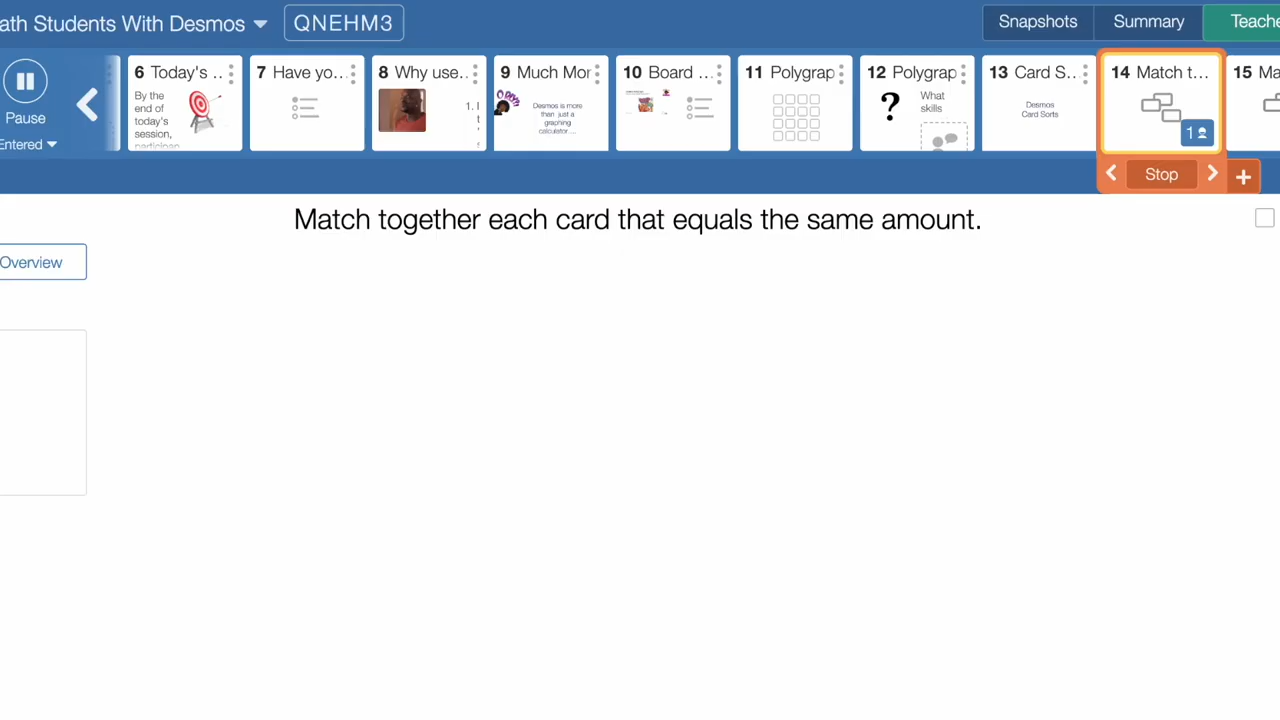 ath Students With Desmos
QNEHM3
Snapshots
Summary
Teache
Pause
Entered
6 Today's ..
By the
end of
today's
session,
participan
7 Have yo...
8 Why use...
1. I
9 Much Mor
Desmos is more
than just a
graphing
calculator....
10 Board ...
11 Polygrap
12 Polygrap
?
What
skills
13 Card S...
Desmos
Card Sorts
14 Match t...
1
15 Ma
Stop
+
Match together each card that equals the same amount.
Overview